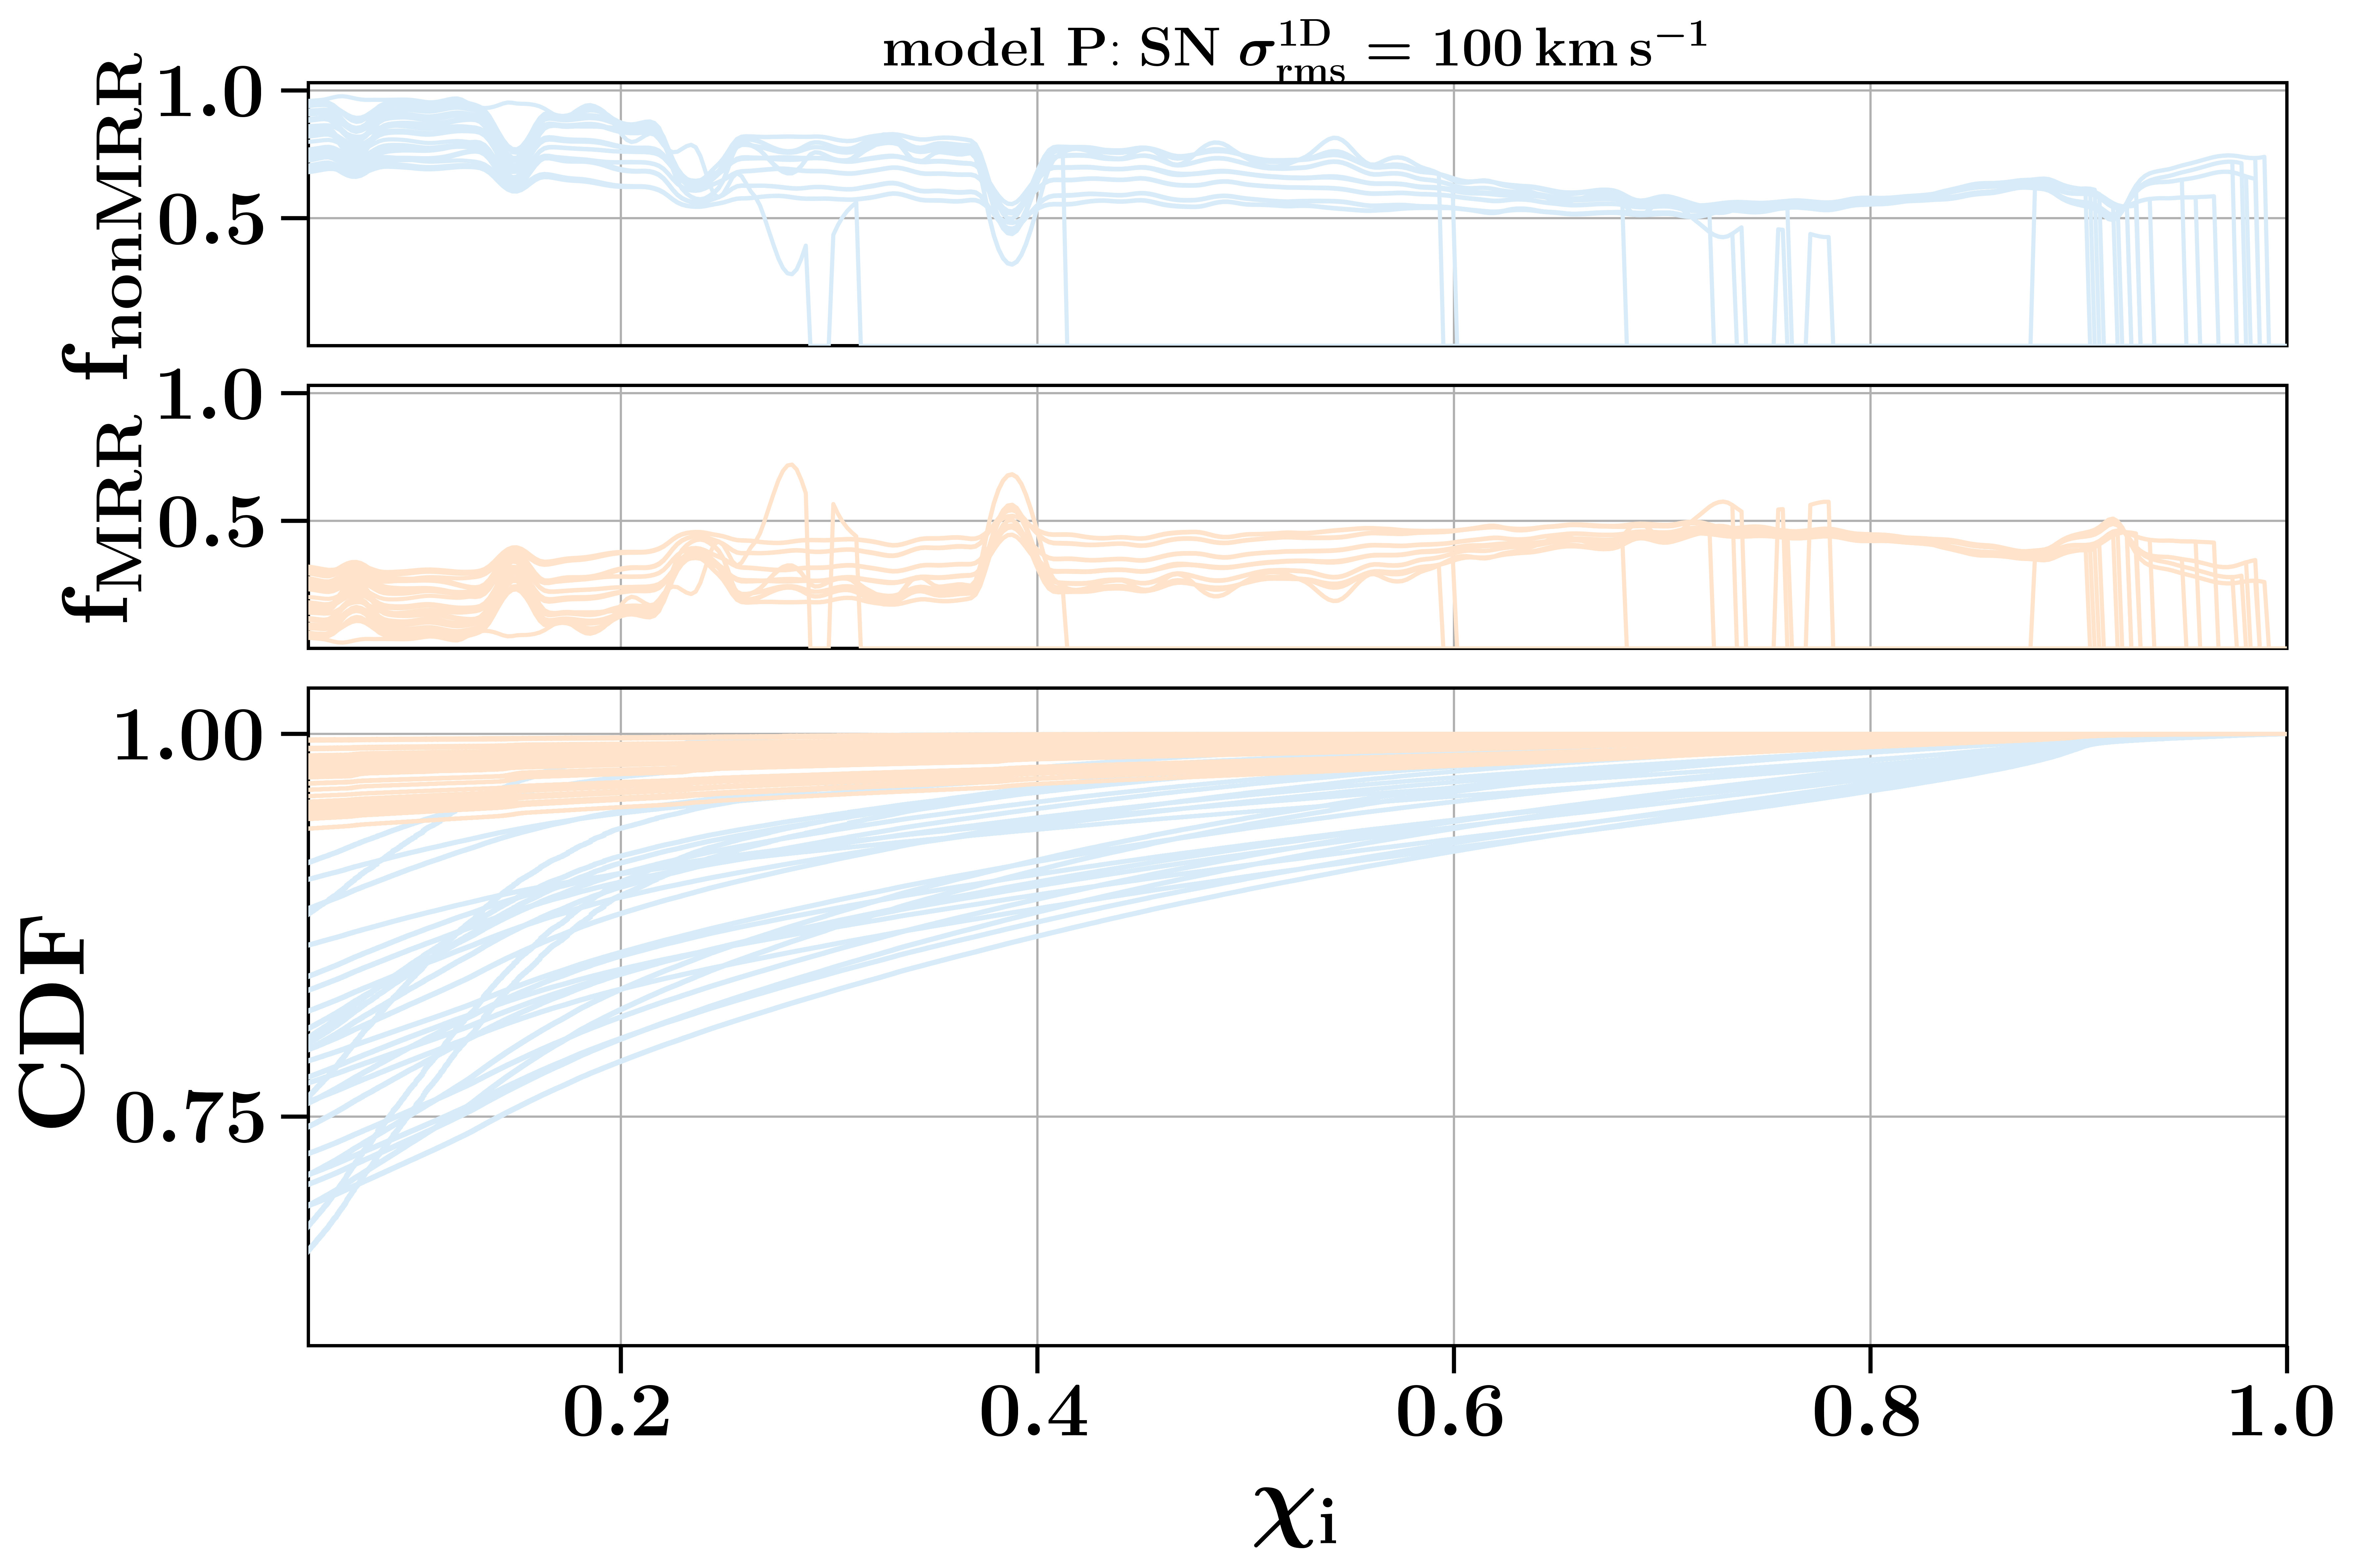 model P: SN σ_rms^1D = 100 km s⁻¹
f_nonMRR
1.0
0.5
f_MRR
1.0
0.5
CDF
1.00
0.75
0.2 0.4 0.6 0.8 1.0
χ_i